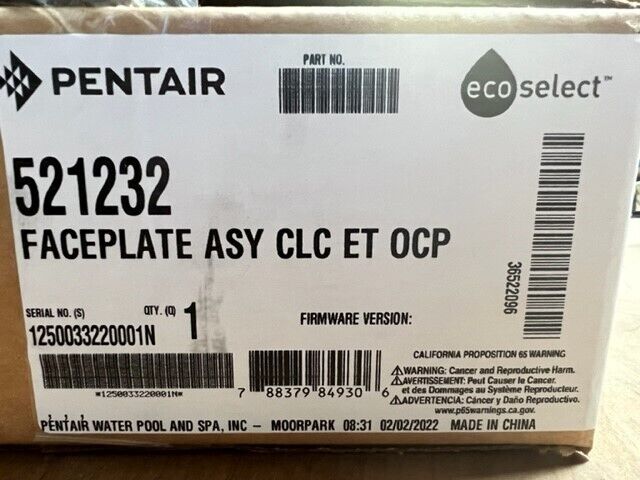 PENTAIR
PART NO.
ecoselect™
521232
FACEPLATE ASY CLC ET OCP
36522096
SERIAL NO. (S)
QTY. (Q) 1
1250033220001N
FIRMWARE VERSION:
*1250033220001N*
7 88379 84930 6
CALIFORNIA PROPOSITION 65 WARNING
WARNING: Cancer and Reproductive Harm.
AVERTISSEMENT: Peut Causer le Cancer.
et des Dommages au Système Reproducteur.
ADVERTENCIA: Cáncer y Daño Reproductivo.
www.p65warnings.ca.gov.
PENTAIR WATER POOL AND SPA, INC – MOORPARK 08:31 02/02/2022 MADE IN CHINA